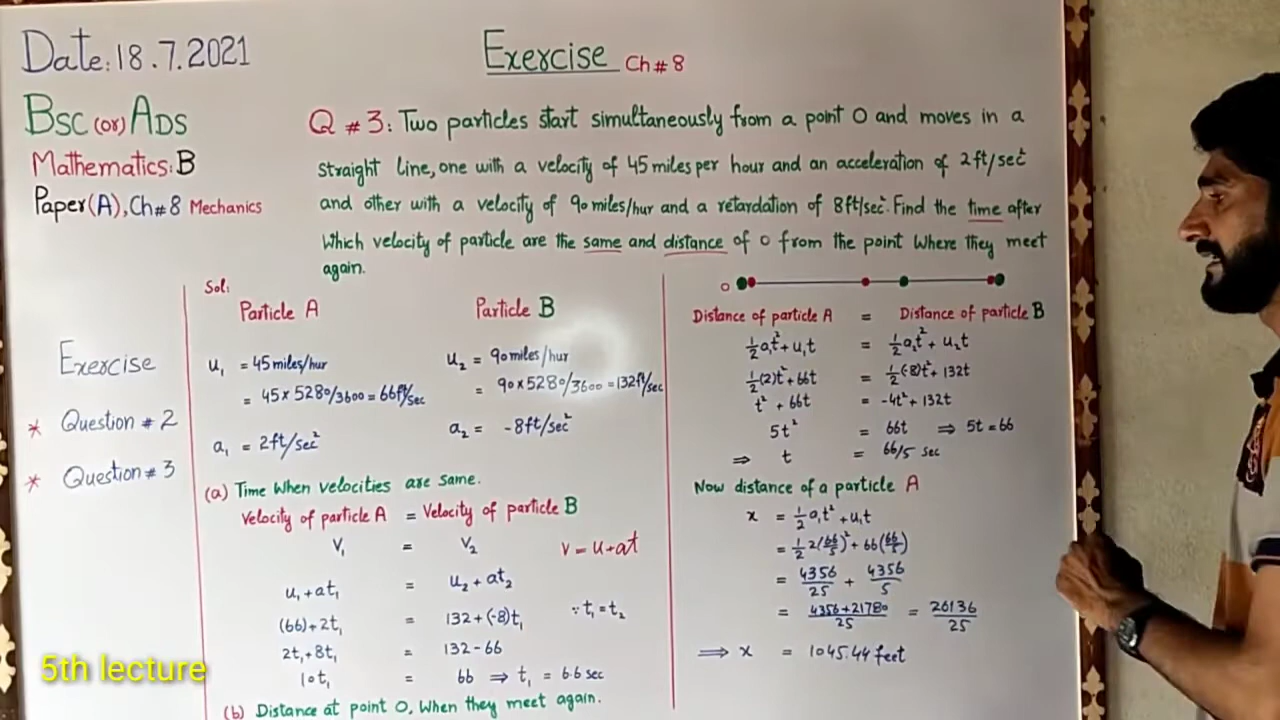 Date: 18.7.2021
Exercise Ch#8
BSC (or) ADS
Mathematics: B
Paper (A), Ch#8 Mechanics
Q # 3: Two particles start simultaneously from a point O and moves in a
straight line, one with a velocity of 45 miles per hour and an acceleration of 2ft/sec²
and other with a velocity of 90 miles/hur and a retardation of 8ft/sec². Find the time after
Which velocity of particle are the same and distance of O from the point Where they meet
again.
Exercise
* Question # 2
* Question # 3
Sol:
Particle A
Particle B
u₁ = 45 miles/hur
= 45 x 5280/3600 = 66 ft/sec
a₁ = 2ft/sec²
u₂ = 90 miles/hur
= 90 x 5280/3600 = 132 ft/sec
a₂ = -8ft/sec²
(a) Time When velocities are same.
Velocity of particle A = Velocity of particle B
V₁ = V₂ V = u+at
u₁+at₁ = u₂+at₂
(66)+2t₁ = 132+(-8)t₁ ∵ t₁=t₂
2t₁+8t₁ = 132-66
10t₁ = 66 ⇒ t₁ = 6.6 sec
(b) Distance at point O, When they meet again.
O
Distance of particle A = Distance of particle B
½a₁t²+u₁t = ½a₂t²+u₂t
½(2)t²+66t = ½(-8)t²+132t
t²+66t = -4t²+132t
5t² = 66t ⇒ 5t=66
⇒ t = 66/5 sec
Now distance of a particle A
x = ½a₁t²+u₁t
= ½ 2(66/5)²+66(66/5)
= 4356/25 + 4356/5
= 4356+21780/25 = 26136/25
⇒ x = 1045.44 feet
5th lecture